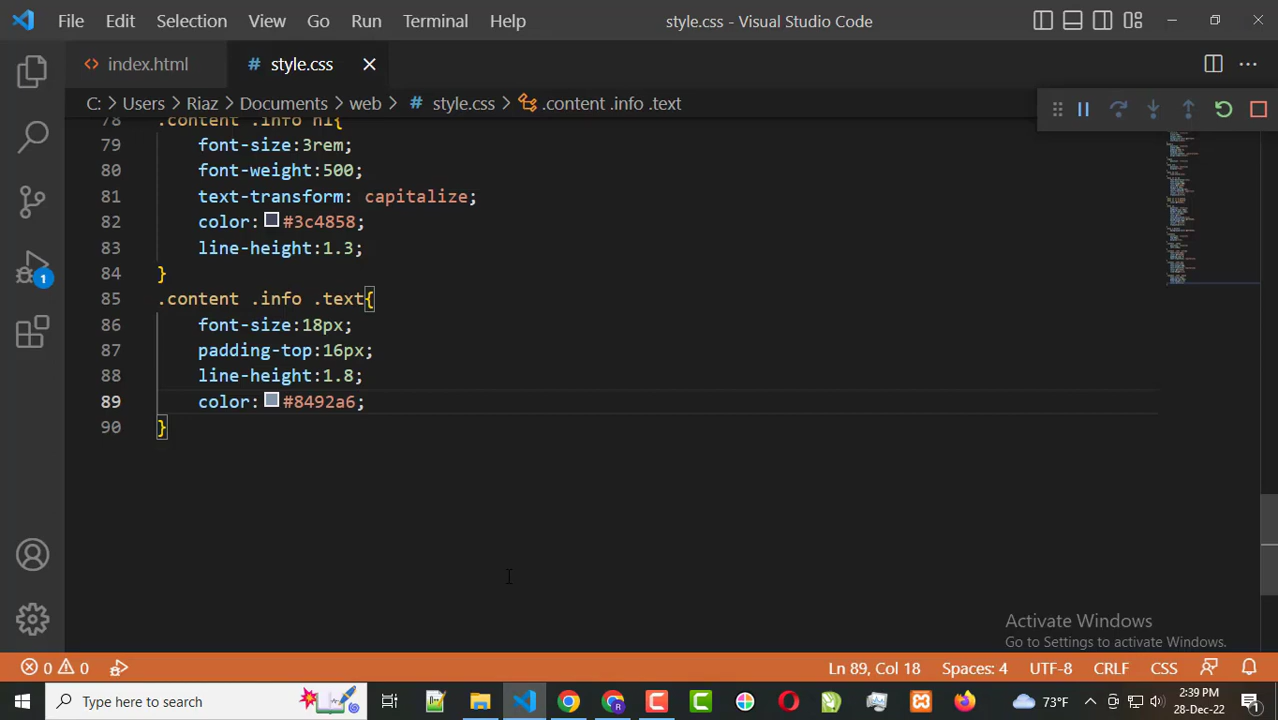 File Edit Selection View Go Run Terminal Help style.css - Visual Studio Code
index.html style.css
C: > Users > Riaz > Documents > web > # style.css > .content .info .text
78 .content .info h1{
79 font-size:3rem;
80 font-weight:500;
81 text-transform: capitalize;
82 color:#3c4858;
83 line-height:1.3;
84 }
85 .content .info .text{
86 font-size:18px;
87 padding-top:16px;
88 line-height:1.8;
89 color:#8492a6;
90 }
1
Activate Windows
Go to Settings to activate Windows.
0 0 Ln 89, Col 18 Spaces: 4 UTF-8 CRLF CSS
Type here to search 73°F 2:39 PM
28-Dec-22 1